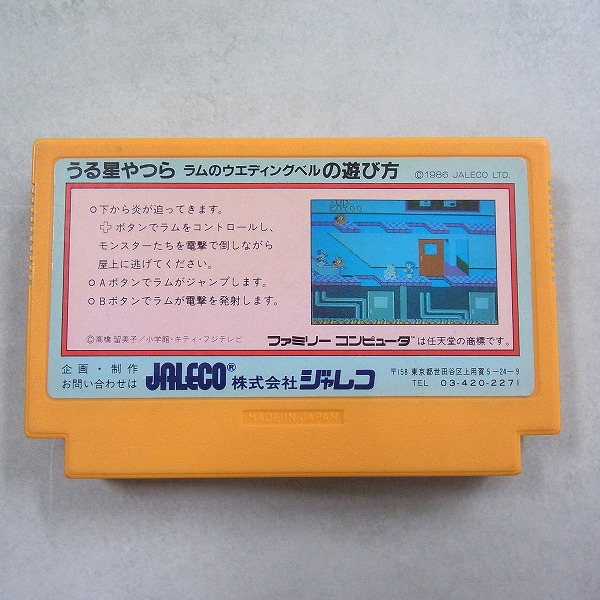 うる星やつら ラムのウエディングベルの遊び方 ©1986 JALECO LTD.
○下から炎が迫ってきます。
✚ボタンでラムをコントロールし、
モンスターたちを電撃で倒しながら
屋上に逃げてください。
○Aボタンでラムがジャンプします。
○Bボタンでラムが電撃を発射します。
©高橋留美子/小学館・キティ・フジテレビ
ファミリーコンピュータは任天堂の商標です。
企画・制作
お問い合わせは JALECO® 株式会社ジャレコ
〒158 東京都世田谷区上用賀5-24-9
TEL 03-420-2271
MADE IN JAPAN